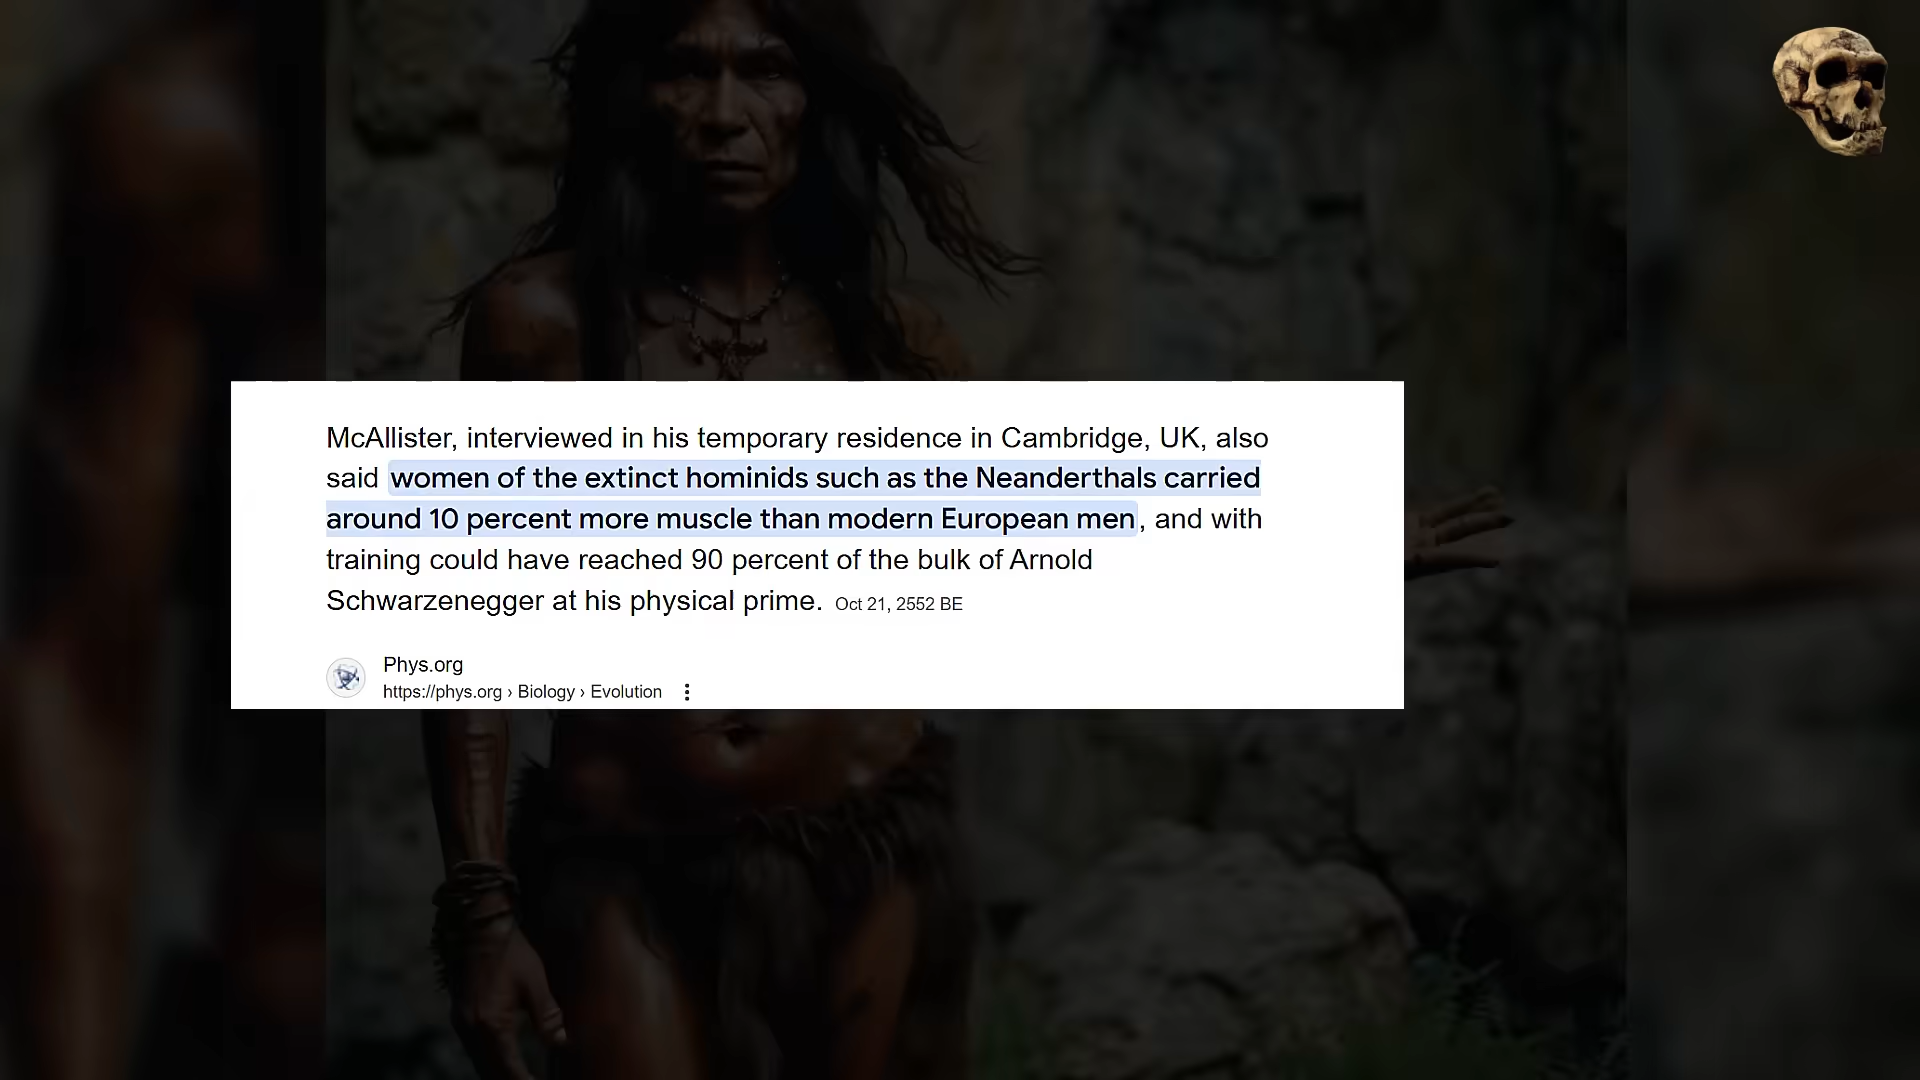 McAllister, interviewed in his temporary residence in Cambridge, UK, also
said women of the extinct hominids such as the Neanderthals carried
around 10 percent more muscle than modern European men, and with
training could have reached 90 percent of the bulk of Arnold
Schwarzenegger at his physical prime. Oct 21, 2552 BE
Phys.org
https://phys.org › Biology › Evolution